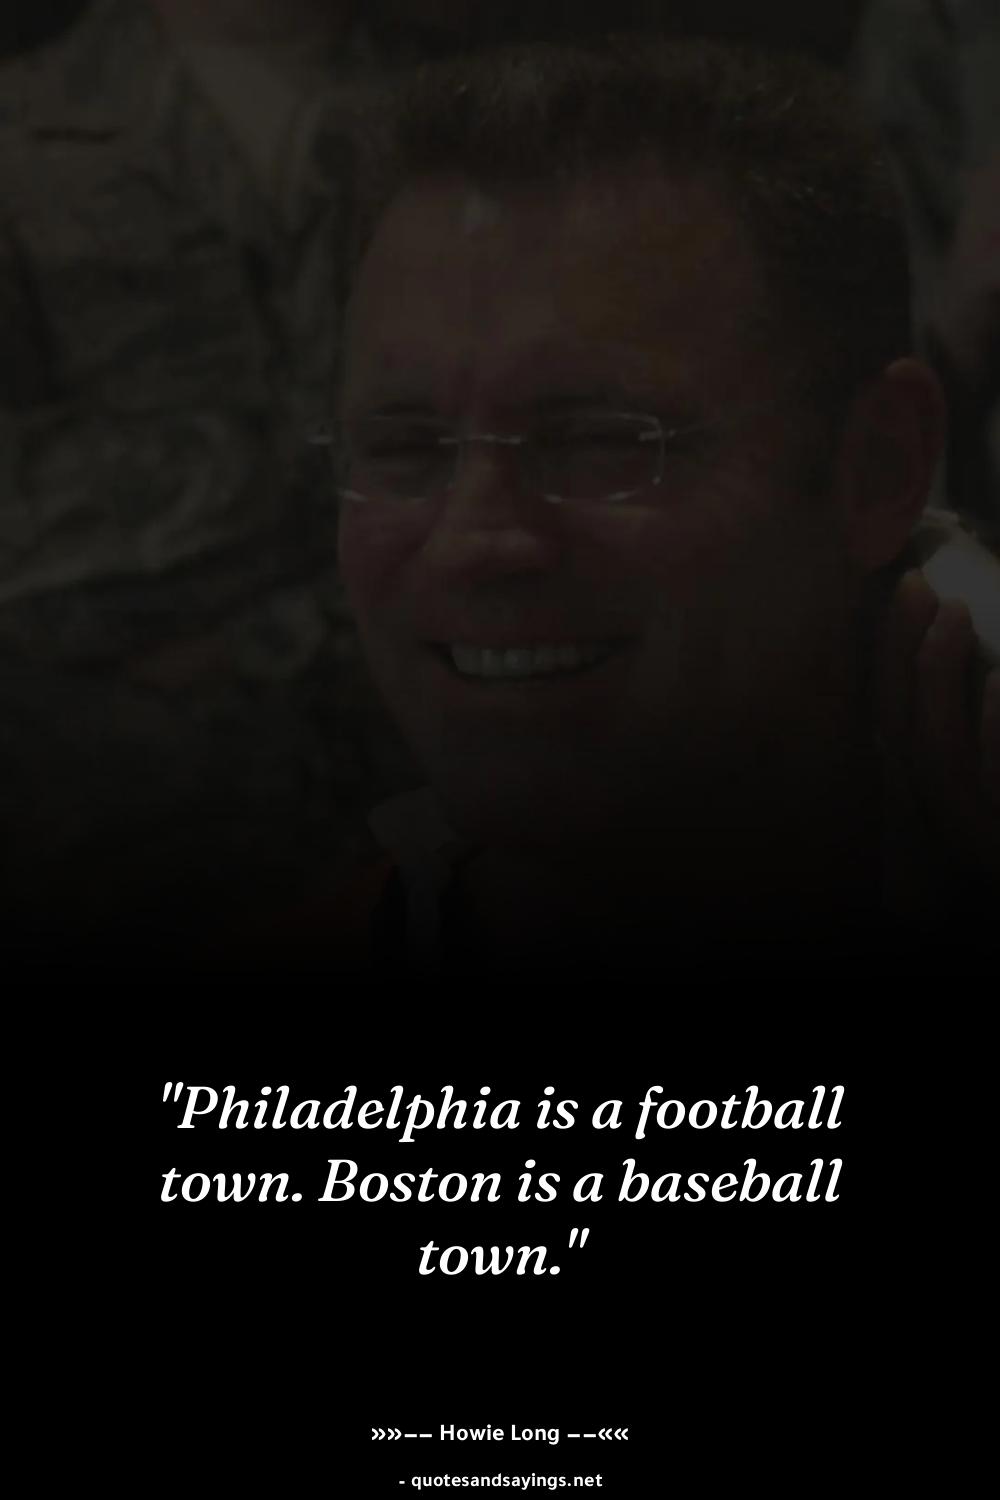 "Philadelphia is a football
town. Boston is a baseball
town."
»»–– Howie Long ––««
- quotesandsayings.net